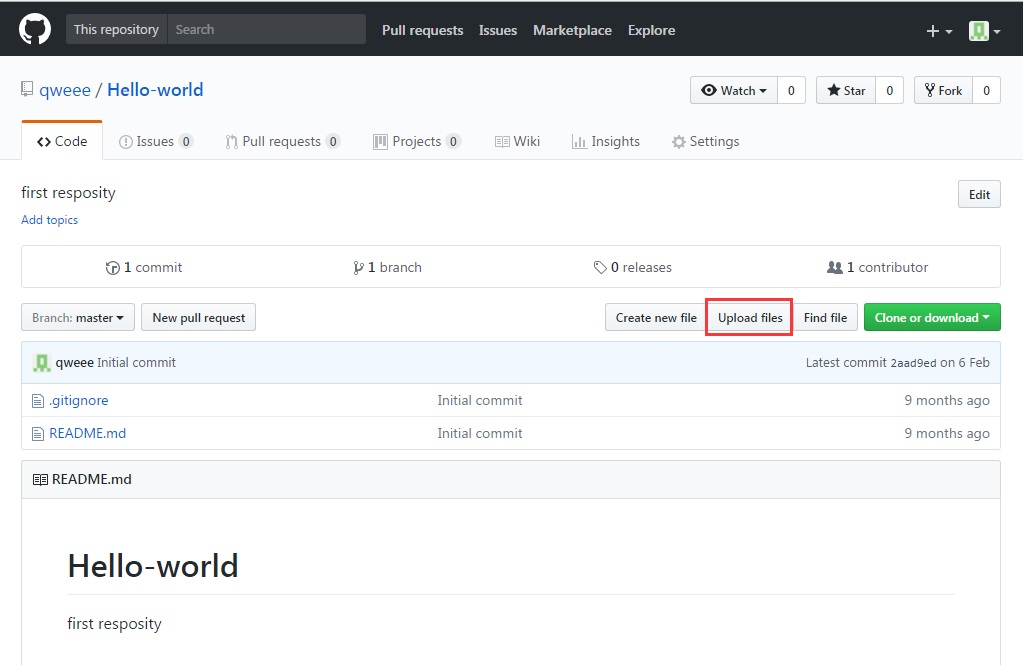 This repository Search Pull requests Issues Marketplace Explore
qweee / Hello-world Watch 0 Star 0 Fork 0
Code Issues 0 Pull requests 0 Projects 0 Wiki Insights Settings
first resposity Edit
Add topics
1 commit 1 branch 0 releases 1 contributor
Branch: master New pull request Create new file Upload files Find file Clone or download
qweee Initial commit Latest commit 2aad9ed on 6 Feb
.gitignore Initial commit 9 months ago
README.md Initial commit 9 months ago
README.md
Hello-world
first resposity